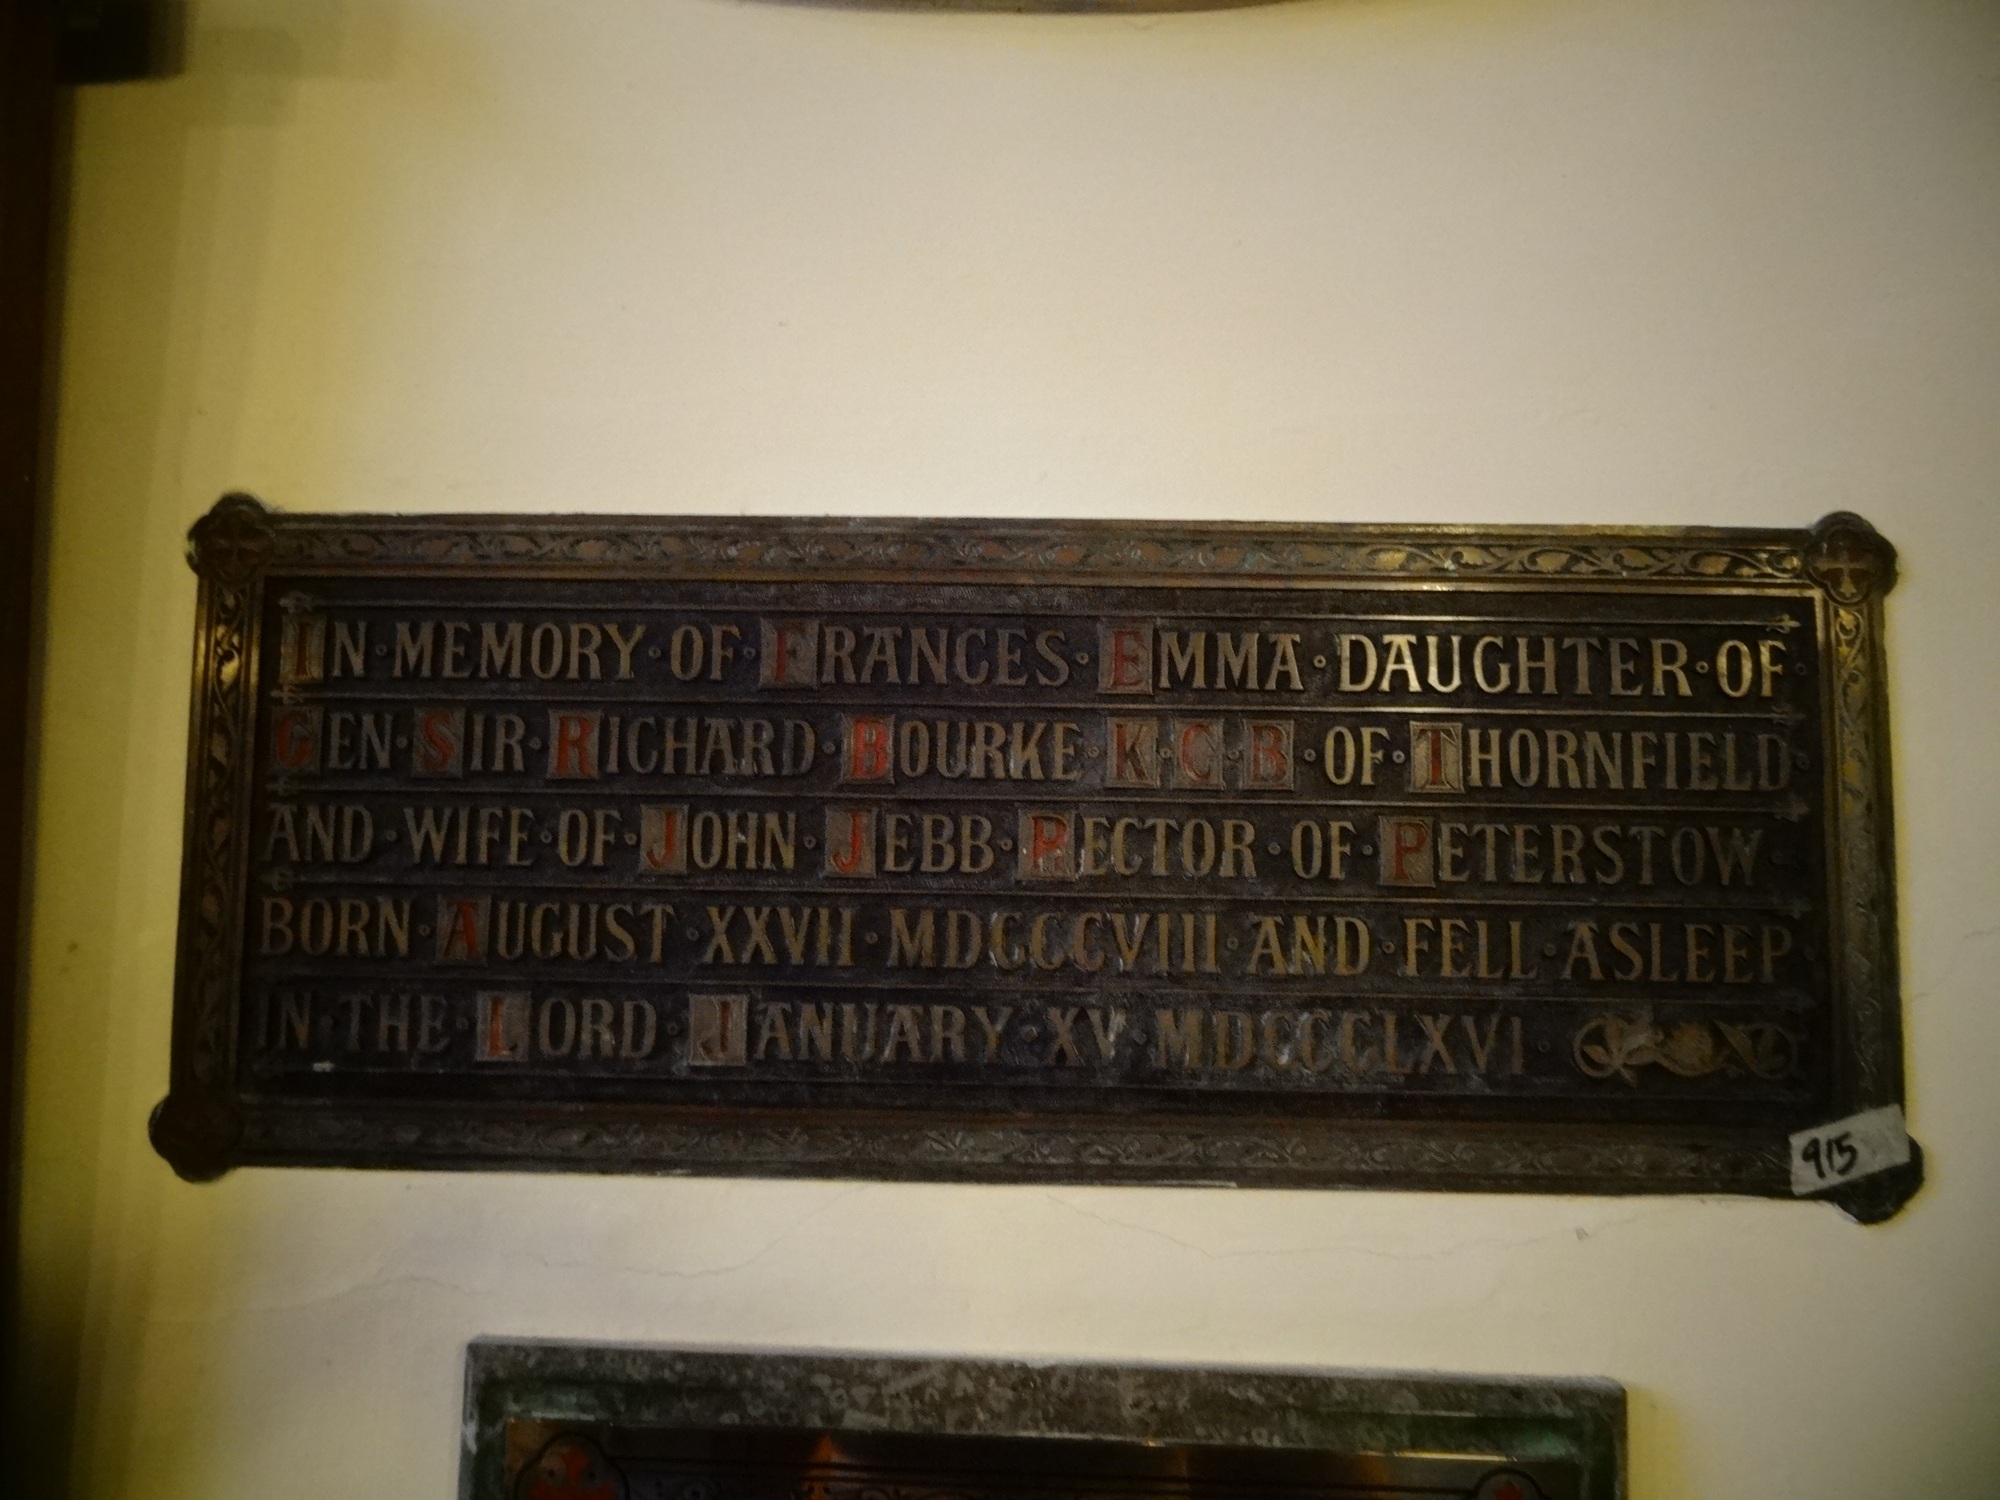 IN · MEMORY · OF · FRANCES · EMMA · DAUGHTER · OF
GEN · SIR · RICHARD · BOURKE · K · C · B · OF · THORNFIELD
AND · WIFE · OF · JOHN · JEBB · RECTOR · OF · PETERSTOW
BORN · AUGUST · XXVII · MDCCCVIII · AND · FELL · ASLEEP
IN · THE · LORD · JANUARY · XV · MDCCCLXVI ·
915